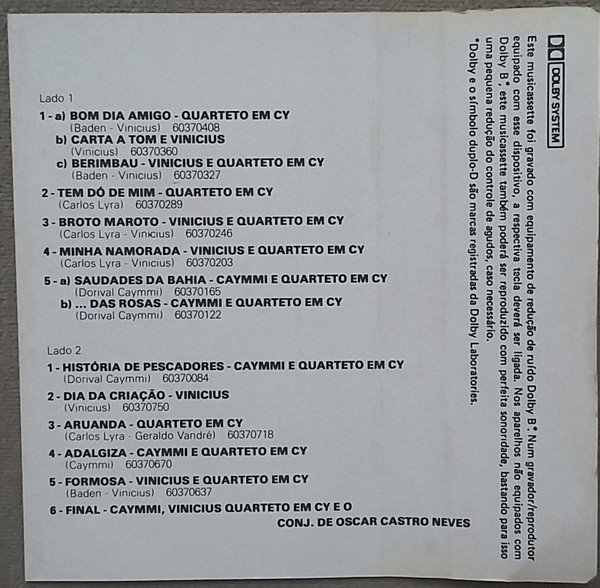 Lado 1
1 - a) BOM DIA AMIGO - QUARTETO EM CY
(Baden - Vinicius) 60370408
b) CARTA A TOM E VINICIUS
(Vinicius) 60370360
c) BERIMBAU - VINICIUS E QUARTETO EM CY
(Baden - Vinicius) 60370327
2 - TEM DÓ DE MIM - QUARTETO EM CY
(Carlos Lyra) 60370289
3 - BROTO MAROTO - VINICIUS E QUARTETO EM CY
(Carlos Lyra - Vinicius) 60370246
4 - MINHA NAMORADA - VINICIUS E QUARTETO EM CY
(Carlos Lyra - Vinicius) 60370203
5 - a) SAUDADES DA BAHIA - CAYMMI E QUARTETO EM CY
(Dorival Caymmi) 60370165
b) ... DAS ROSAS - CAYMMI E QUARTETO EM CY
(Dorival Caymmi) 60370122
Lado 2
1 - HISTÓRIA DE PESCADORES - CAYMMI E QUARTETO EM CY
(Dorival Caymmi) 60370084
2 - DIA DA CRIAÇÃO - VINICIUS
(Vinicius) 60370750
3 - ARUANDA - QUARTETO EM CY
(Carlos Lyra - Geraldo Vandré) 60370718
4 - ADALGIZA - CAYMMI E QUARTETO EM CY
(Caymmi) 60370670
5 - FORMOSA - VINICIUS E QUARTETO EM CY
(Baden - Vinicius) 60370637
6 - FINAL - CAYMMI, VINICIUS QUARTETO EM CY E O
CONJ. DE OSCAR CASTRO NEVES
DOLBY SYSTEM
Este musicassette foi gravado com equipamento de redução de ruído Dolby B*. Num gravador/reprodutor
equipado com esse dispositivo, a respectiva tecla deverá ser ligada. Nos aparelhos não equipados com
Dolby B*, este musicassette também poderá ser reproduzido com perfeita sonoridade, bastando para isso
uma pequena redução do controle de agudos, caso necessário.
*Dolby e o símbolo duplo-D são marcas registradas da Dolby Laboratories.